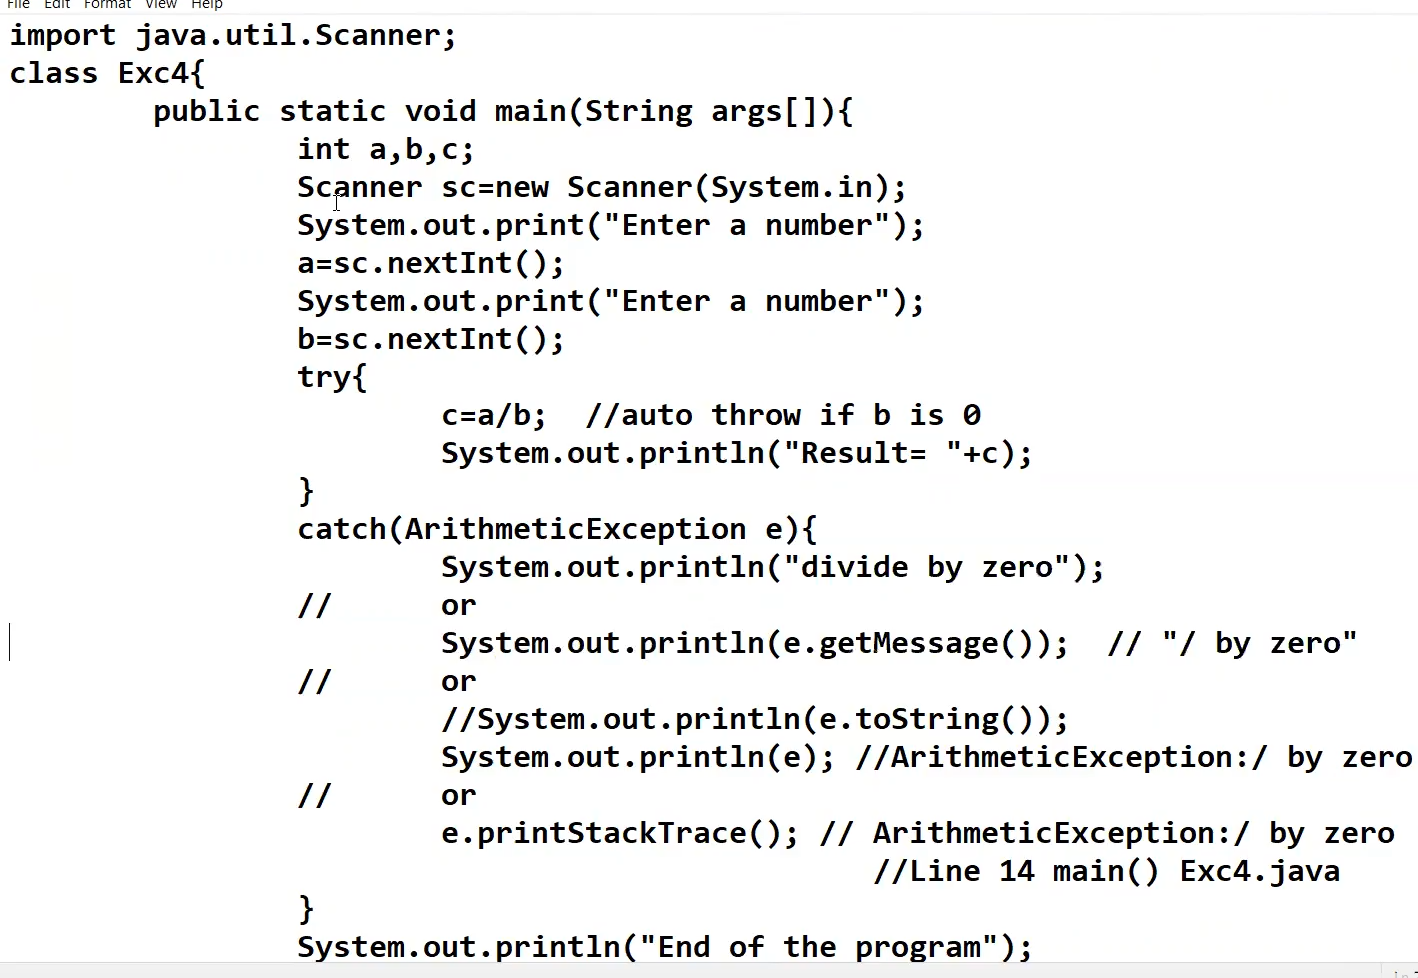 File Edit Format View Help
import java.util.Scanner;
class Exc4{
        public static void main(String args[]){
                int a,b,c;
                Scanner sc=new Scanner(System.in);
                System.out.print("Enter a number");
                a=sc.nextInt();
                System.out.print("Enter a number");
                b=sc.nextInt();
                try{
                        c=a/b;  //auto throw if b is 0
                        System.out.println("Result= "+c);
                }
                catch(ArithmeticException e){
                        System.out.println("divide by zero");
                //      or
                        System.out.println(e.getMessage());  // "/ by zero"
                //      or
                        //System.out.println(e.toString());
                        System.out.println(e); //ArithmeticException:/ by zero
                //      or
                        e.printStackTrace(); // ArithmeticException:/ by zero
                                                //Line 14 main() Exc4.java
                }
                System.out.println("End of the program");